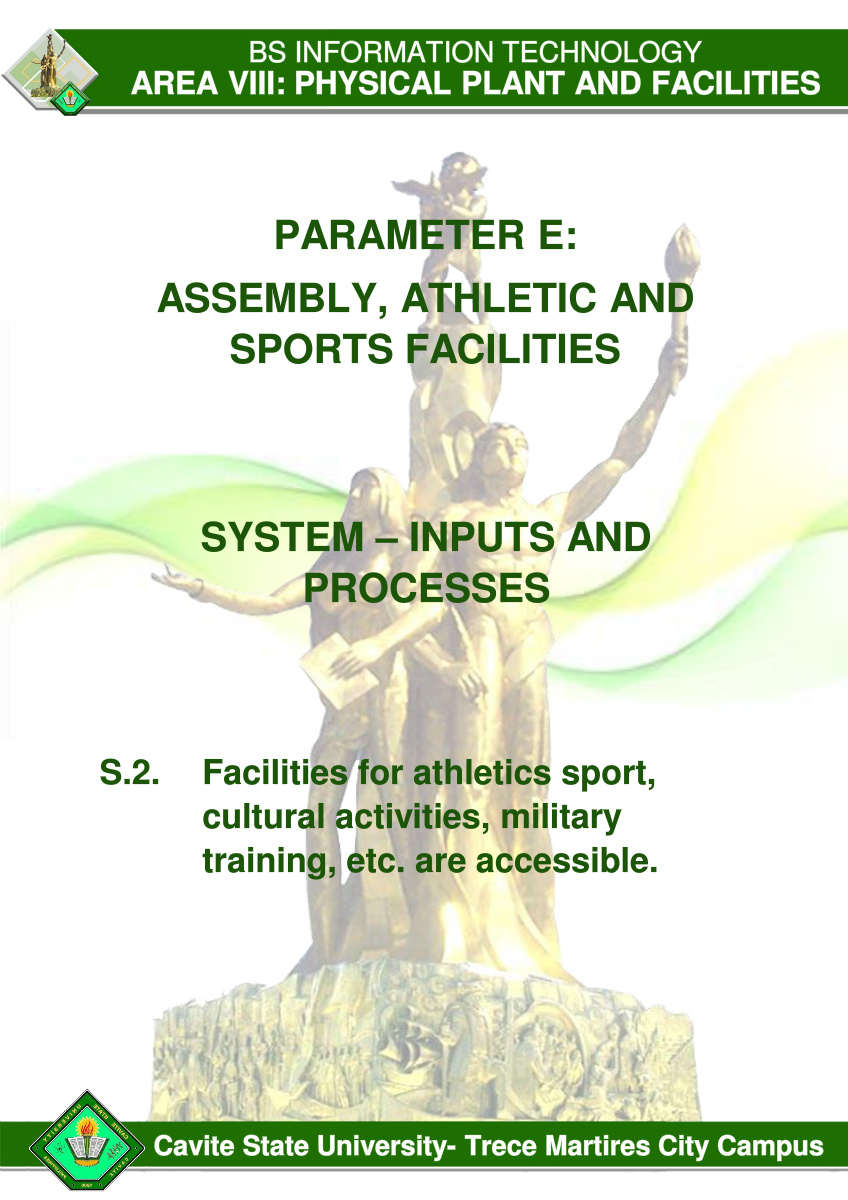 BS INFORMATION TECHNOLOGY
AREA VIII: PHYSICAL PLANT AND FACILITIES
PARAMETER E:
ASSEMBLY, ATHLETIC AND
SPORTS FACILITIES
SYSTEM – INPUTS AND
PROCESSES
S.2. Facilities for athletics sport,
cultural activities, military
training, etc. are accessible.
Cavite State University- Trece Martires City Campus